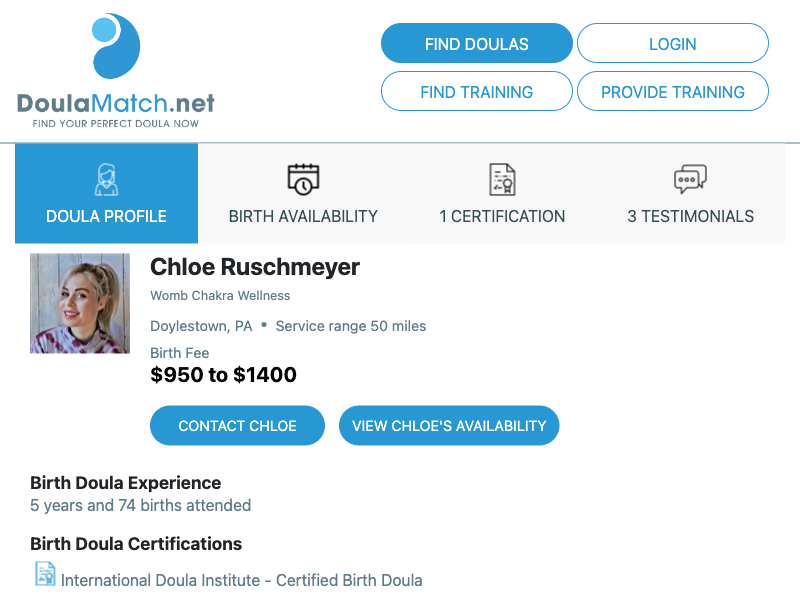 DoulaMatch.net
FIND YOUR PERFECT DOULA NOW
FIND DOULAS
LOGIN
FIND TRAINING
PROVIDE TRAINING
DOULA PROFILE
BIRTH AVAILABILITY
1 CERTIFICATION
3 TESTIMONIALS
Chloe Ruschmeyer
Womb Chakra Wellness
Doylestown, PA • Service range 50 miles
Birth Fee
$950 to $1400
CONTACT CHLOE
VIEW CHLOE'S AVAILABILITY
Birth Doula Experience
5 years and 74 births attended
Birth Doula Certifications
International Doula Institute - Certified Birth Doula